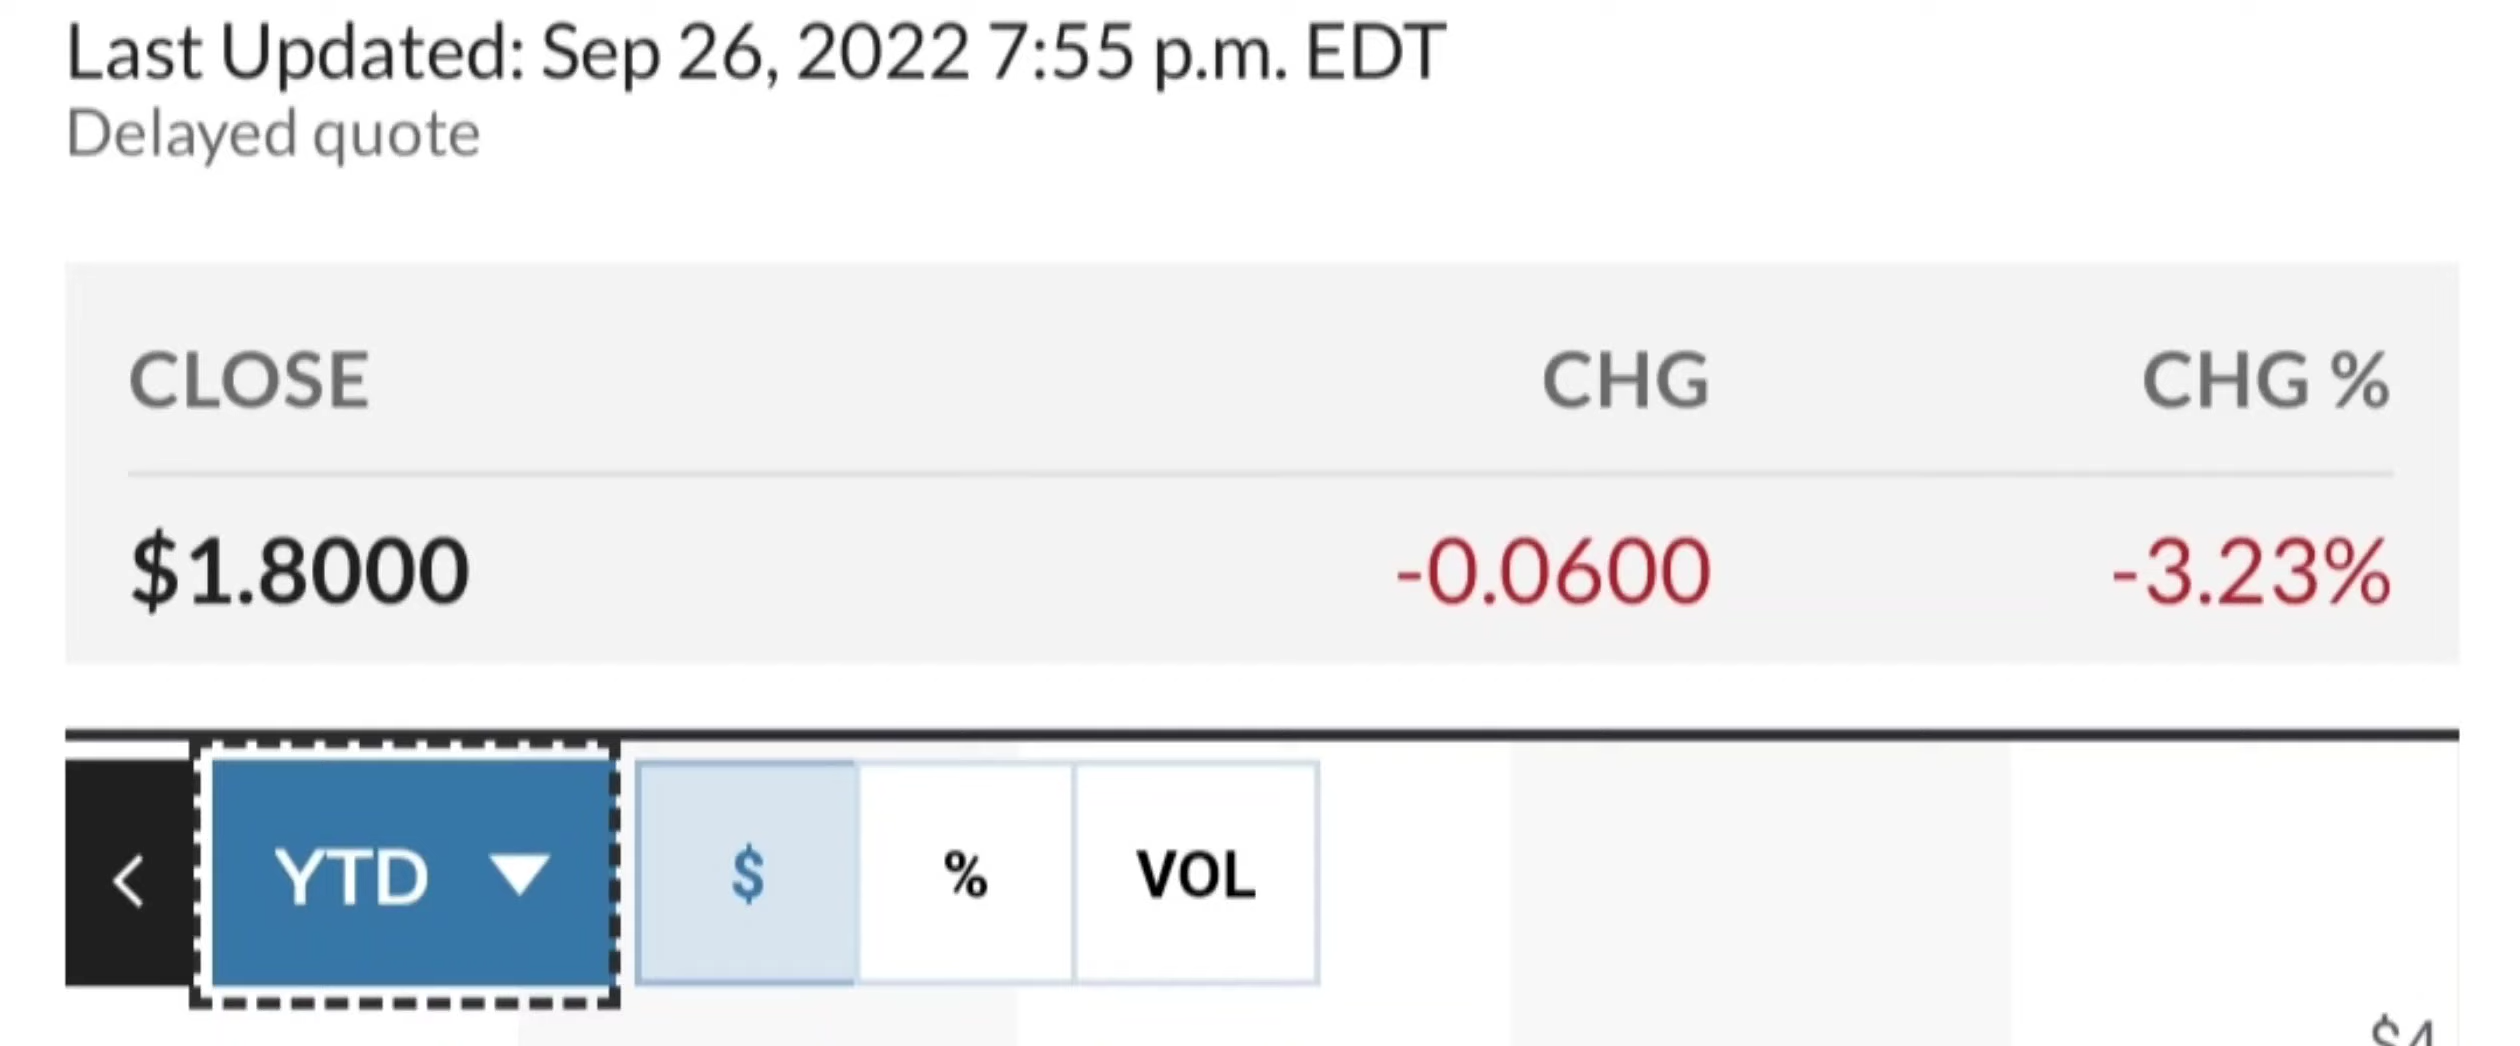 Last Updated: Sep 26, 2022 7:55 p.m. EDT
Delayed quote
CLOSE CHG CHG %
$1.8000 -0.0600 -3.23%
< YTD ▼ $ % VOL
$4